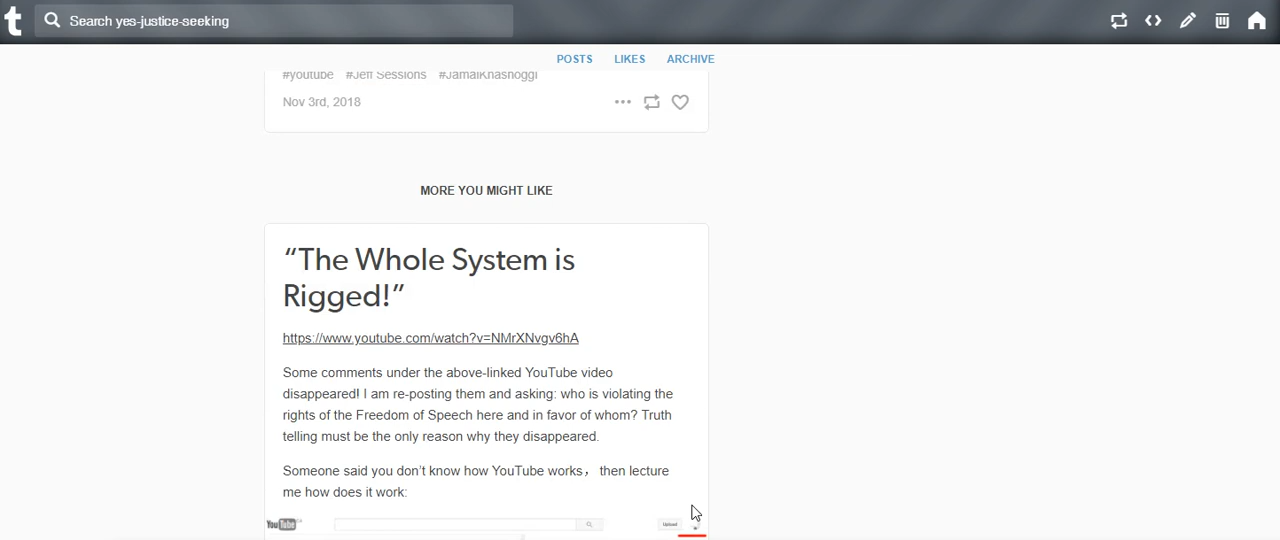 t Search yes-justice-seeking
POSTS LIKES ARCHIVE
#youtube #Jeff Sessions #JamalKhashoggi
Nov 3rd, 2018
MORE YOU MIGHT LIKE
“The Whole System is
Rigged!”
https://www.youtube.com/watch?v=NMrXNvgv6hA
Some comments under the above-linked YouTube video
disappeared! I am re-posting them and asking: who is violating the
rights of the Freedom of Speech here and in favor of whom? Truth
telling must be the only reason why they disappeared.
Someone said you don’t know how YouTube works， then lecture
me how does it work:
YouTube Upload